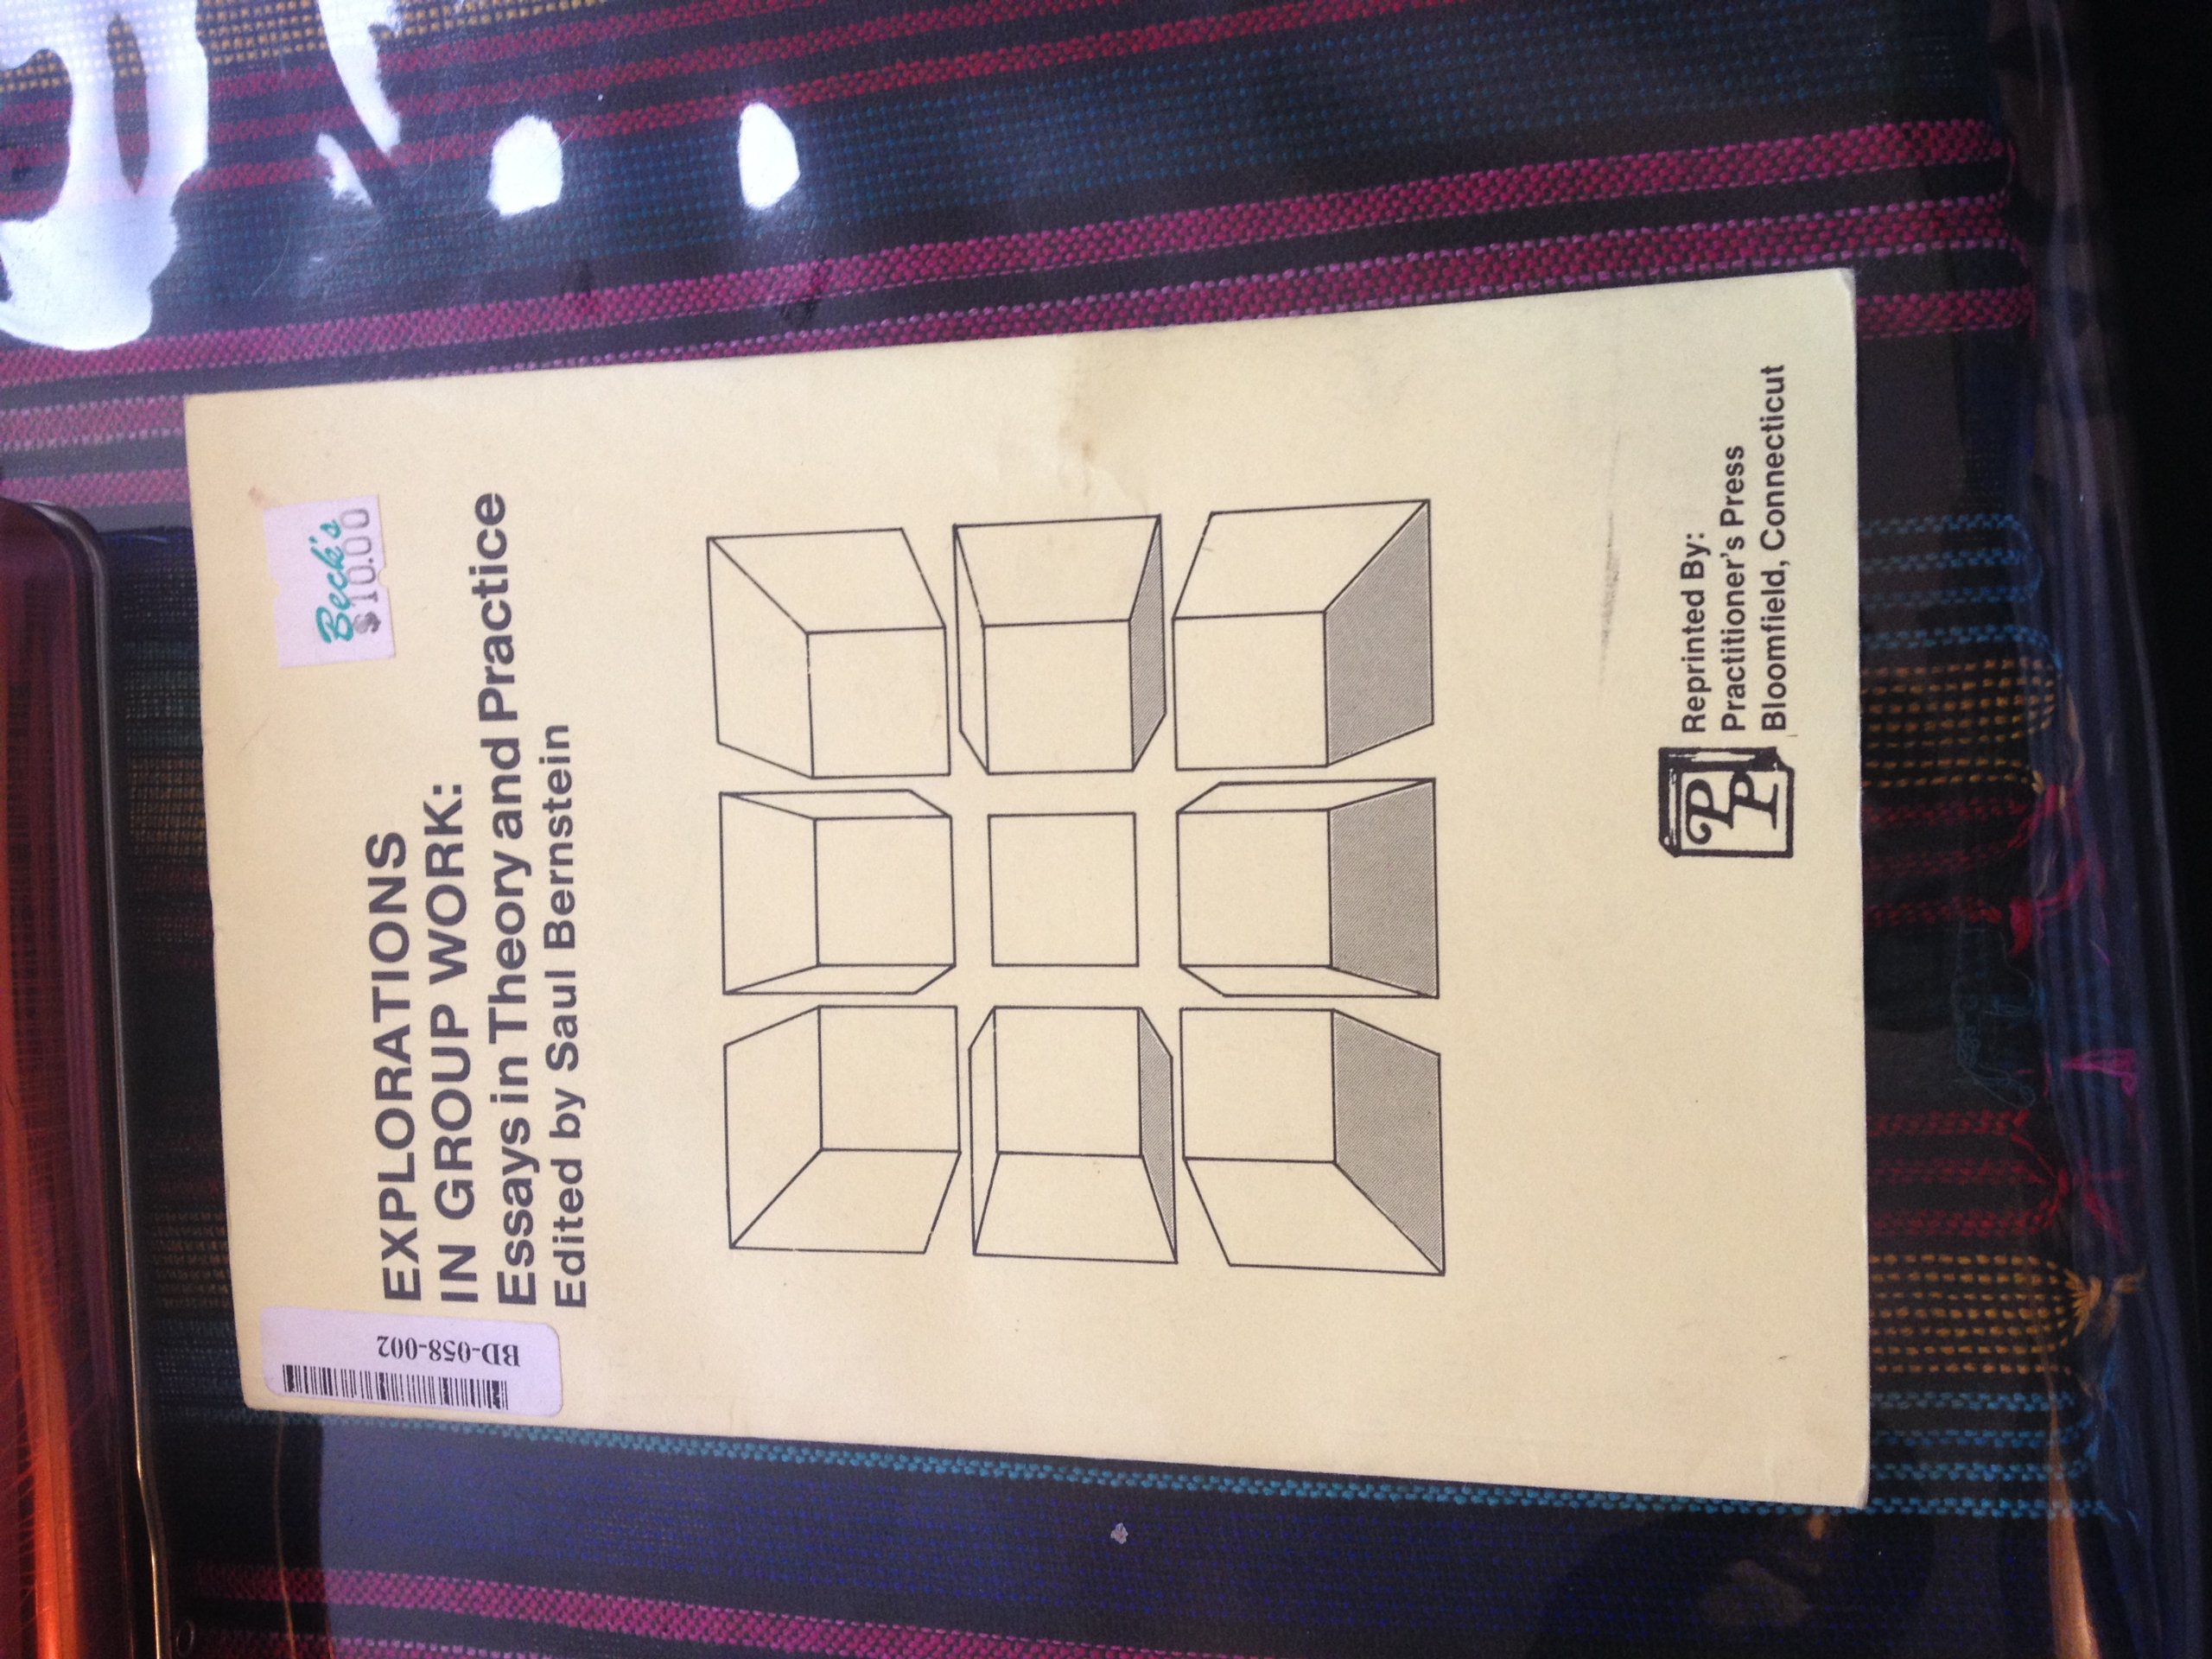 Beck's
$10.00
BD-058-002
EXPLORATIONS
IN GROUP WORK:
Essays in Theory and Practice
Edited by Saul Bernstein
PP
Reprinted By:
Practitioner's Press
Bloomfield, Connecticut